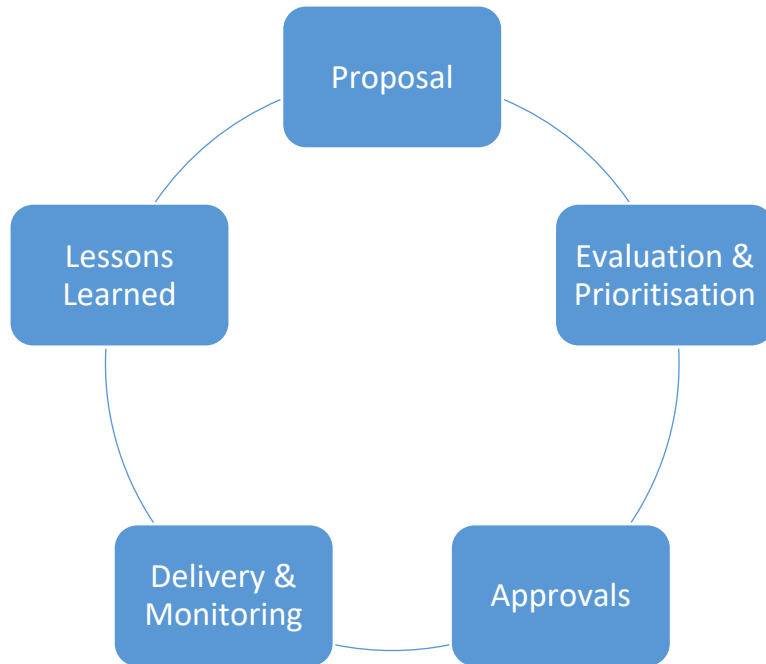 Proposal
Evaluation &
Prioritisation
Approvals
Delivery &
Monitoring
Lessons
Learned